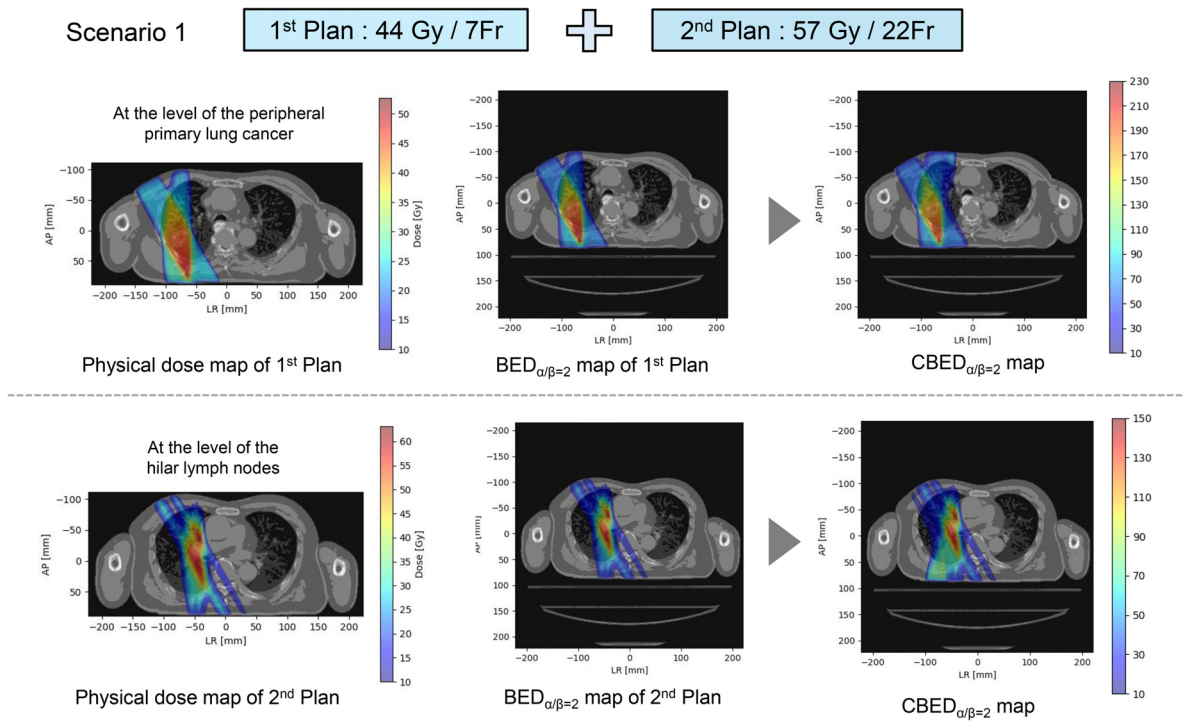 Scenario 1
1st Plan : 44 Gy / 7Fr
2nd Plan : 57 Gy / 22Fr
At the level of the peripheral
primary lung cancer
−100
−50
0
50
AP [mm]
−200 −150 −100 −50 0 50 100 150 200
LR [mm]
50
45
40
35
30
25
20
15
10
Dose [Gy]
−200
−150
−100
−50
0
50
100
150
200
AP [mm]
−200 −100 0 100 200
LR [mm]
−200
−150
−100
−50
0
50
100
150
200
AP [mm]
−200 −100 0 100 200
LR [mm]
230
210
190
170
150
130
110
90
70
50
30
10
Physical dose map of 1st Plan
BEDα/β=2 map of 1st Plan
CBEDα/β=2 map
At the level of the
hilar lymph nodes
−100
−50
0
50
AP [mm]
−200 −150 −100 −50 0 50 100 150 200
LR [mm]
60
55
50
45
40
35
30
25
20
15
10
Dose [Gy]
−200
−150
−100
−50
0
50
100
150
200
−200 −100 0 100 200
LR [mm]
−200
−150
−100
−50
0
50
100
150
200
AP [mm]
−200 −100 0 100 200
LR [mm]
150
130
110
90
70
50
30
10
Physical dose map of 2nd Plan
BEDα/β=2 map of 2nd Plan
CBEDα/β=2 map